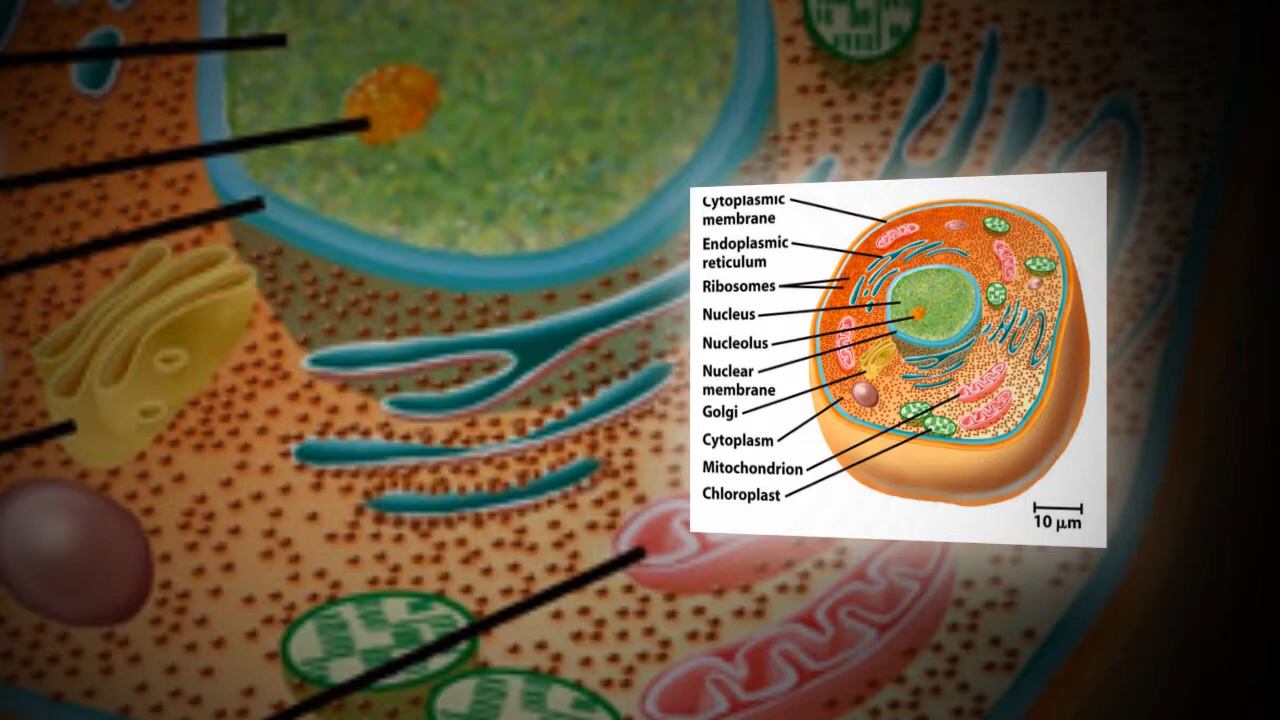 Cytoplasmic
membrane
Endoplasmic
reticulum
Ribosomes
Nucleus
Nucleolus
Nuclear
membrane
Golgi
Cytoplasm
Mitochondrion
Chloroplast
10 µm